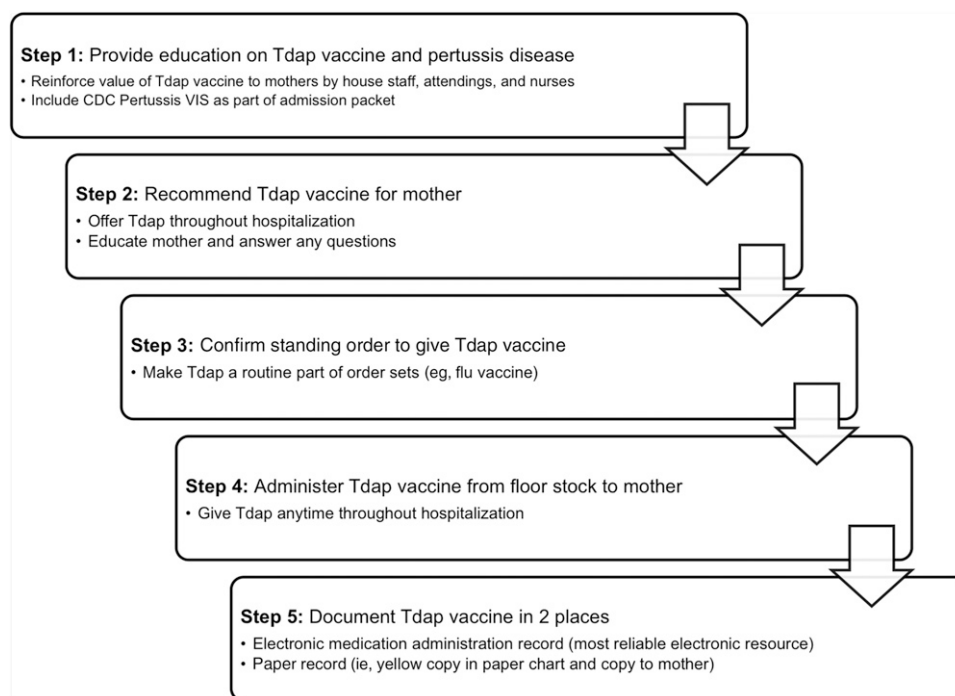 Step 1: Provide education on Tdap vaccine and pertussis disease
• Reinforce value of Tdap vaccine to mothers by house staff, attendings, and nurses
• Include CDC Pertussis VIS as part of admission packet
Step 2: Recommend Tdap vaccine for mother
• Offer Tdap throughout hospitalization
• Educate mother and answer any questions
Step 3: Confirm standing order to give Tdap vaccine
• Make Tdap a routine part of order sets (eg, flu vaccine)
Step 4: Administer Tdap vaccine from floor stock to mother
• Give Tdap anytime throughout hospitalization
Step 5: Document Tdap vaccine in 2 places
• Electronic medication administration record (most reliable electronic resource)
• Paper record (ie, yellow copy in paper chart and copy to mother)